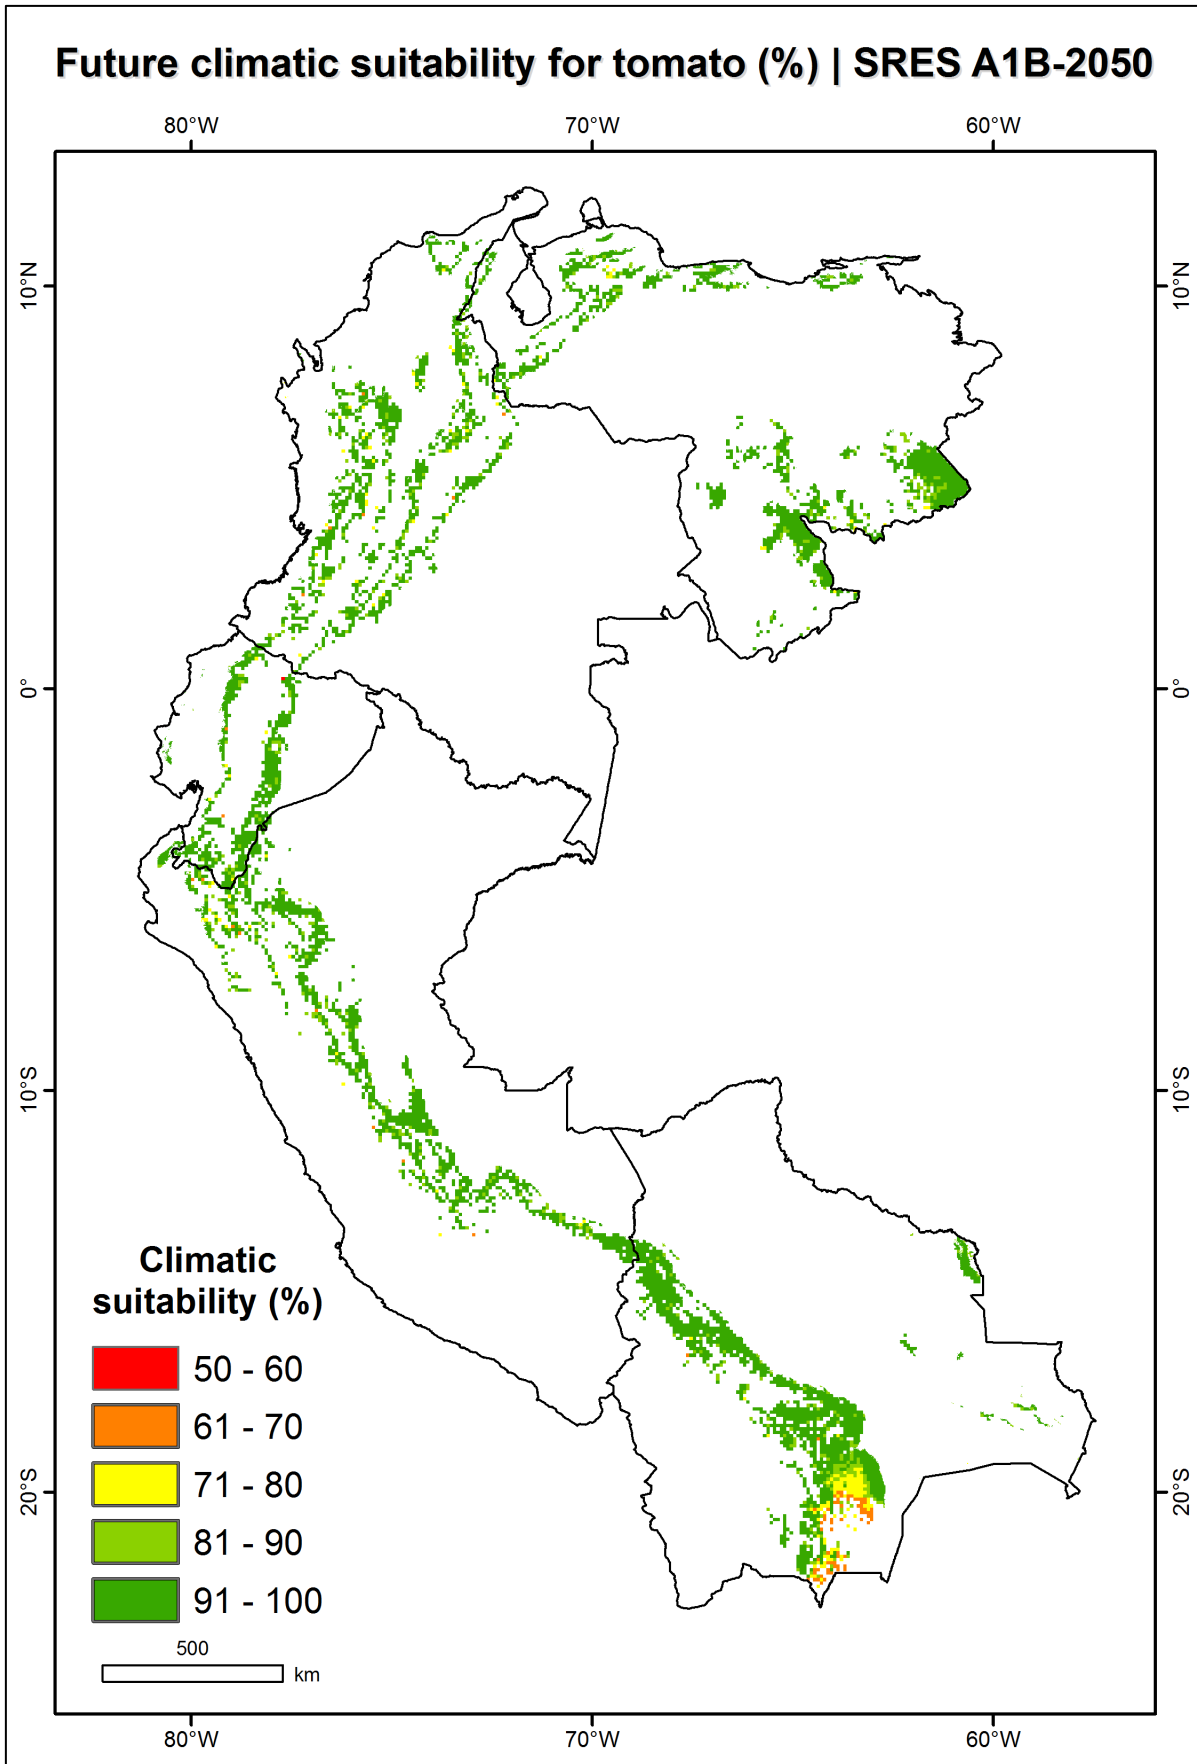 Future climatic suitability for tomato (%) | SRES A1B-2050
80°W
70°W
60°W
10°N
10°N
0°
0°
10°S
10°S
20°S
20°S
Climatic
suitability (%)
50 - 60
61 - 70
71 - 80
81 - 90
91 - 100
500
km
80°W
70°W
60°W